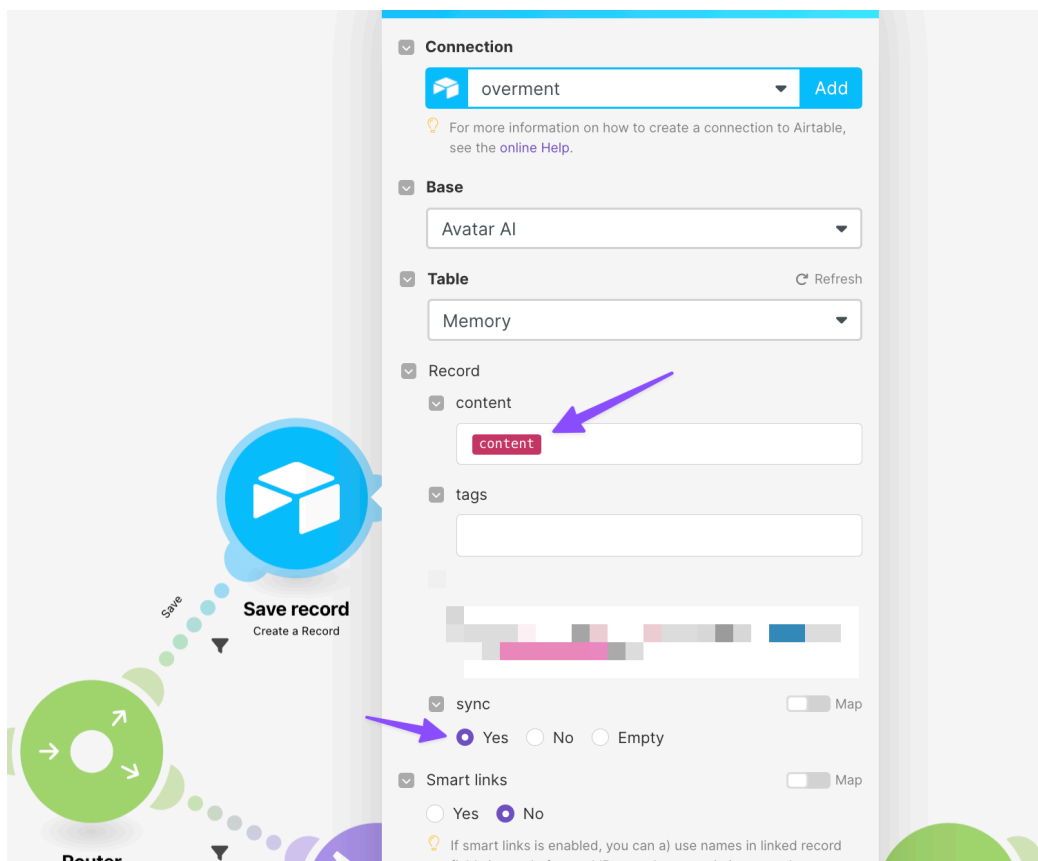 Connection
overment
Add
For more information on how to create a connection to Airtable,
see the online Help.
Base
Avatar AI
Table
Refresh
Memory
Record
content
content
tags
Save
Save record
Create a Record
sync
Map
Yes
No
Empty
Smart links
Map
Yes
No
If smart links is enabled, you can a) use names in linked record
Router